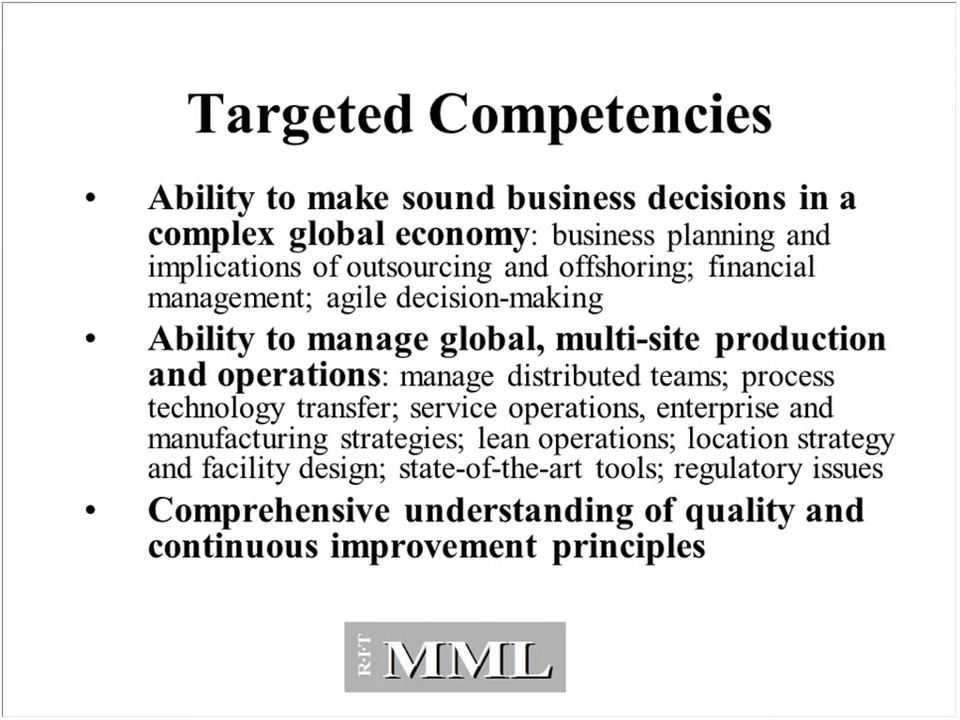 Targeted Competencies
• Ability to make sound business decisions in a
complex global economy: business planning and
implications of outsourcing and offshoring; financial
management; agile decision-making
• Ability to manage global, multi-site production
and operations: manage distributed teams; process
technology transfer; service operations, enterprise and
manufacturing strategies; lean operations; location strategy
and facility design; state-of-the-art tools; regulatory issues
• Comprehensive understanding of quality and
continuous improvement principles
R·I·T
MML